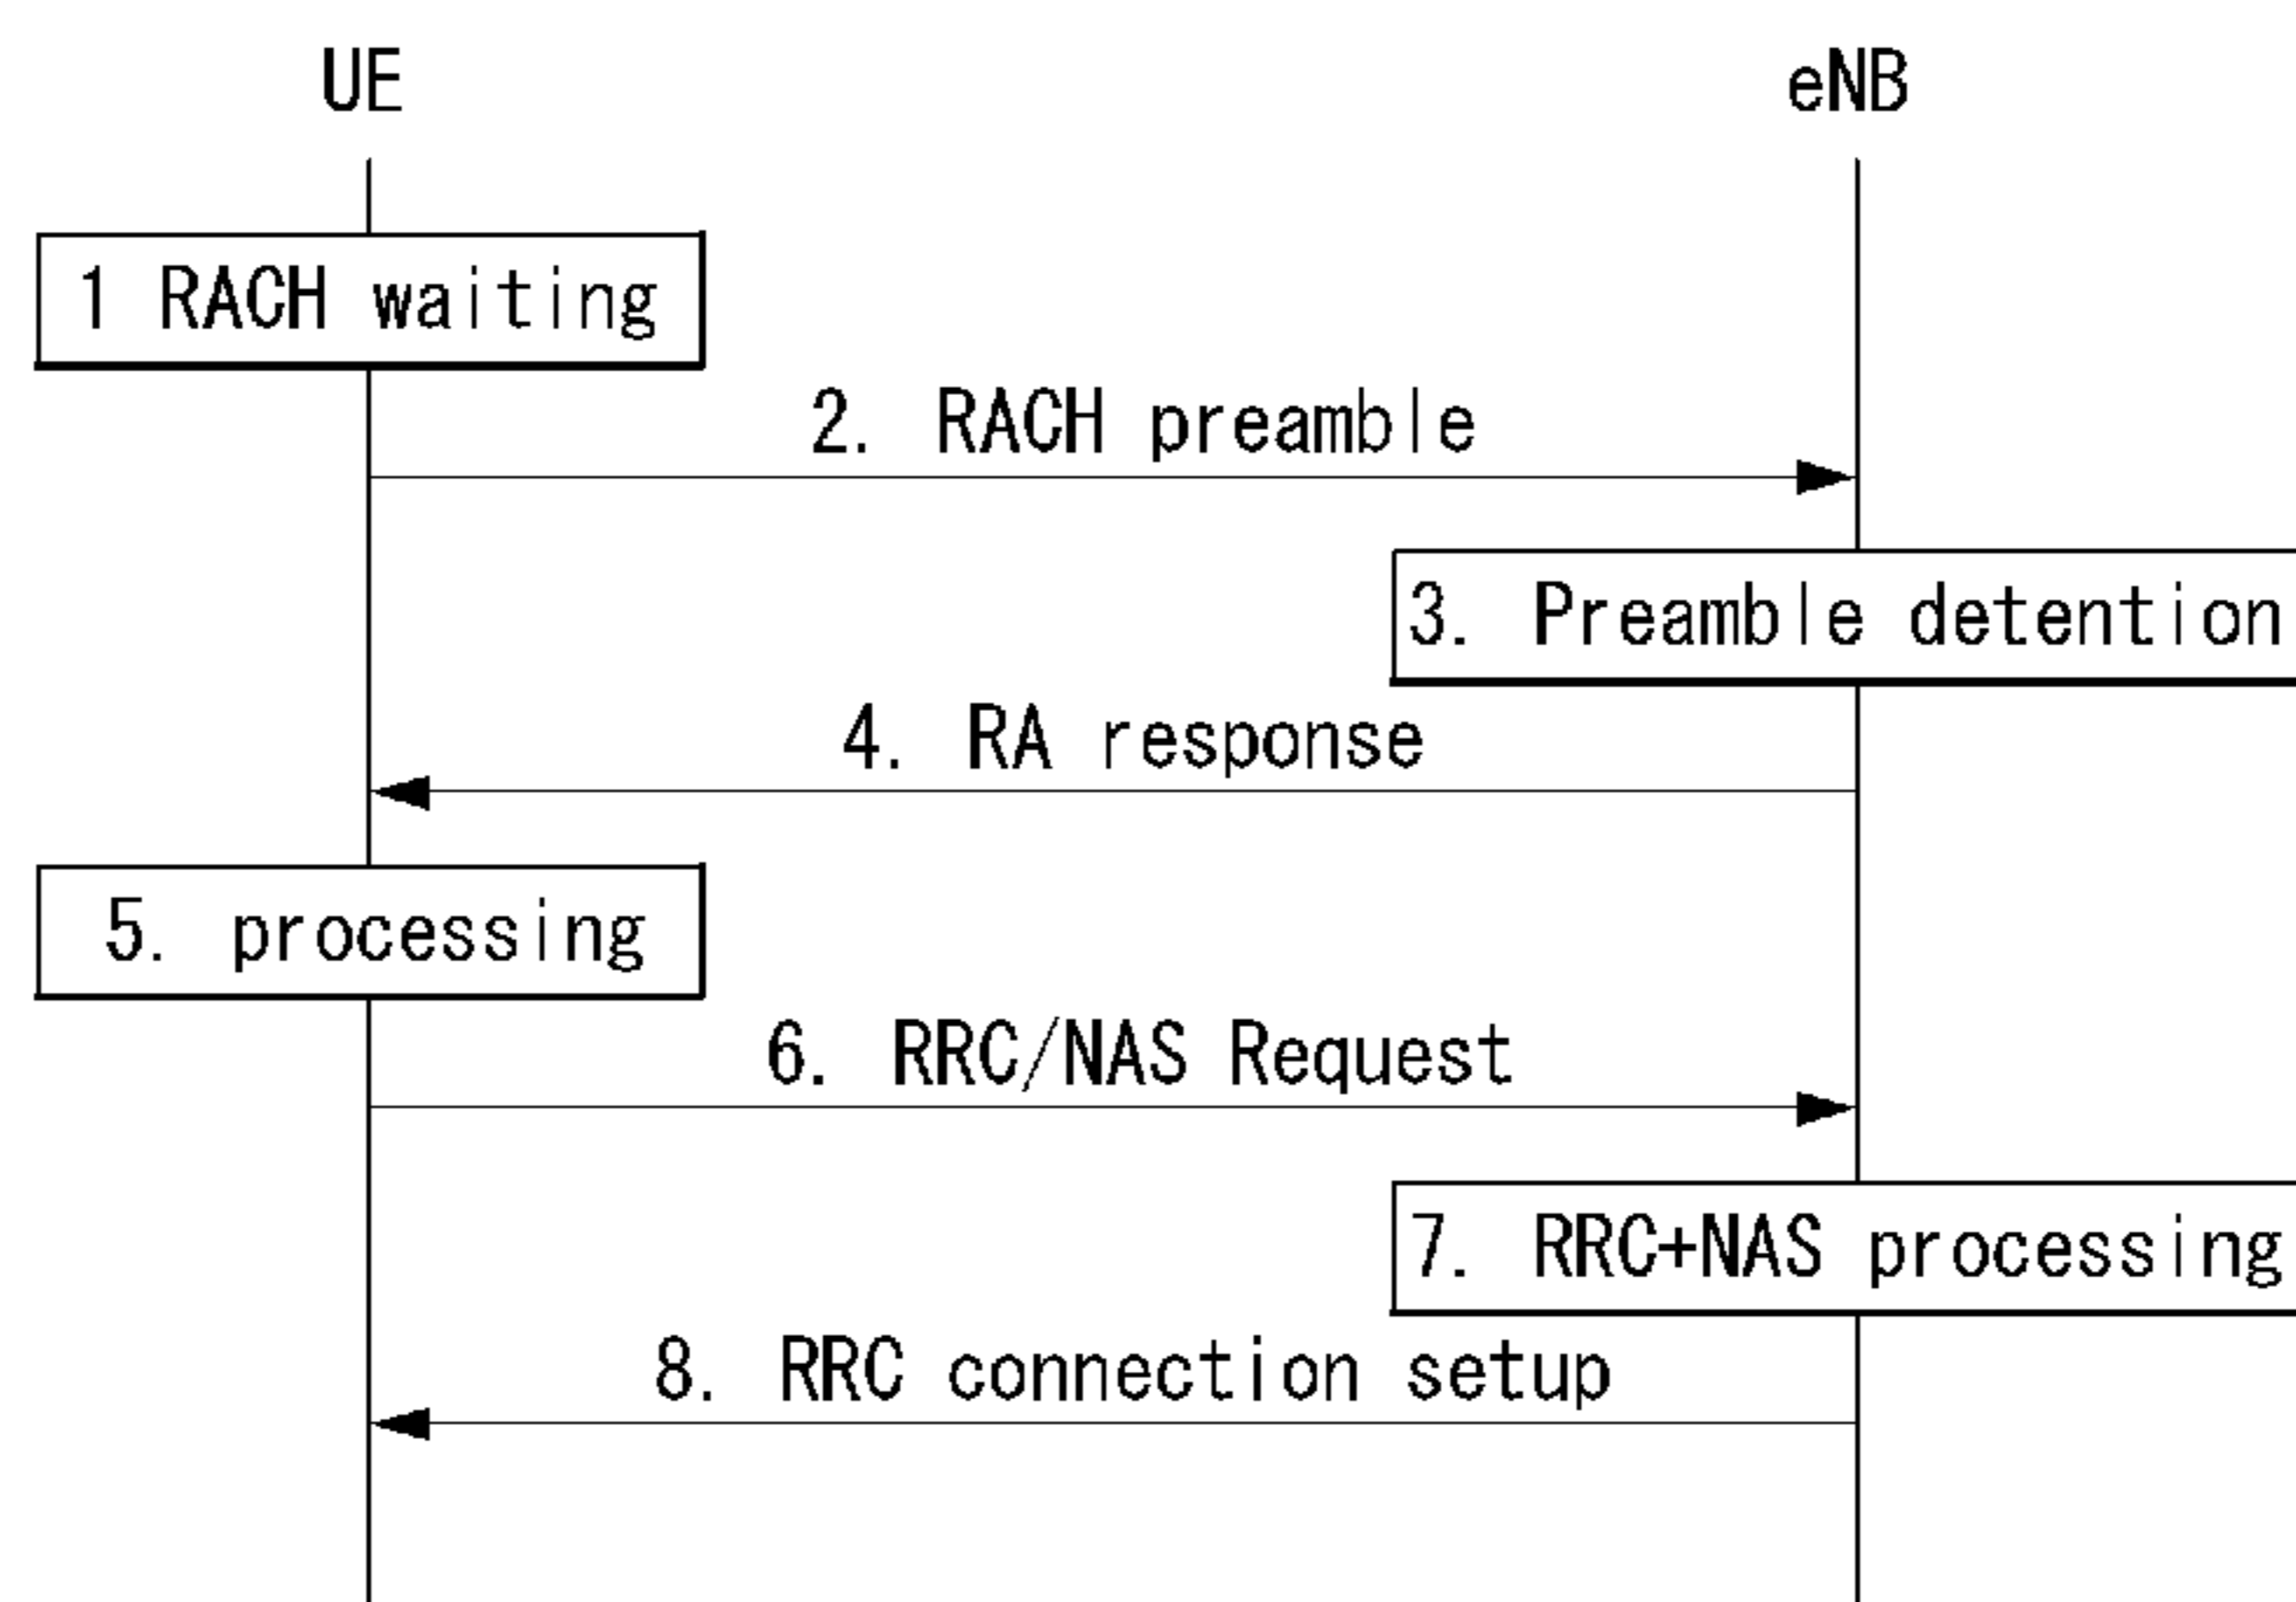 UE
eNB
1 RACH waiting
2. RACH preamble
3. Preamble detention
4. RA response
5. processing
6. RRC/NAS Request
7. RRC+NAS processing
8. RRC connection setup